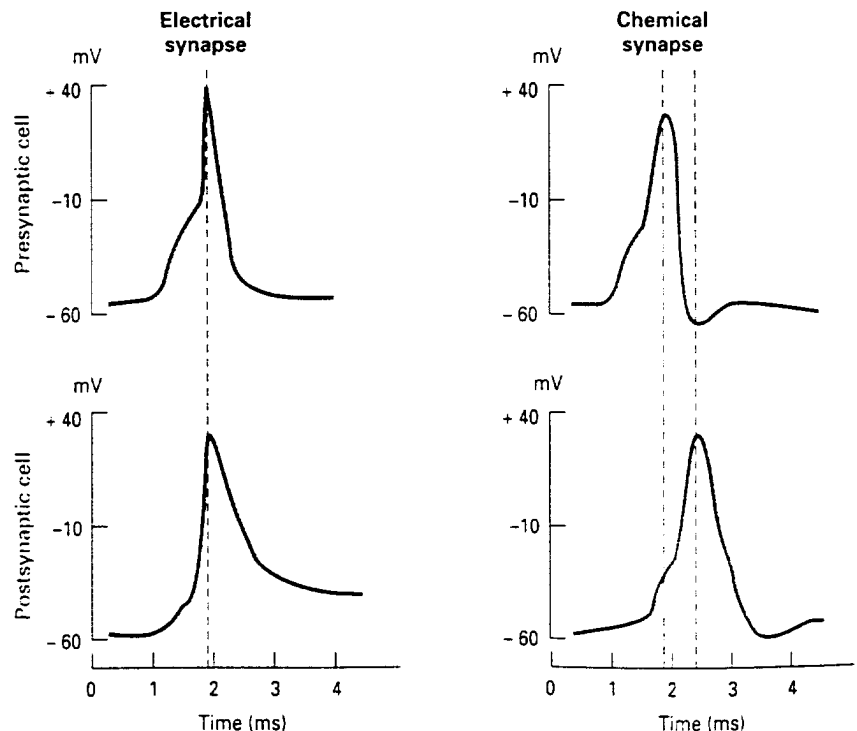 Electrical
synapse
mV
+ 40
−10
− 60
Presynaptic cell
mV
+ 40
−10
− 60
Postsynaptic cell
0 1 2 3 4
Time (ms)
Chemical
synapse
mV
+ 40
−10
− 60
mV
+ 40
−10
− 60
0 1 2 3 4
Time (ms)